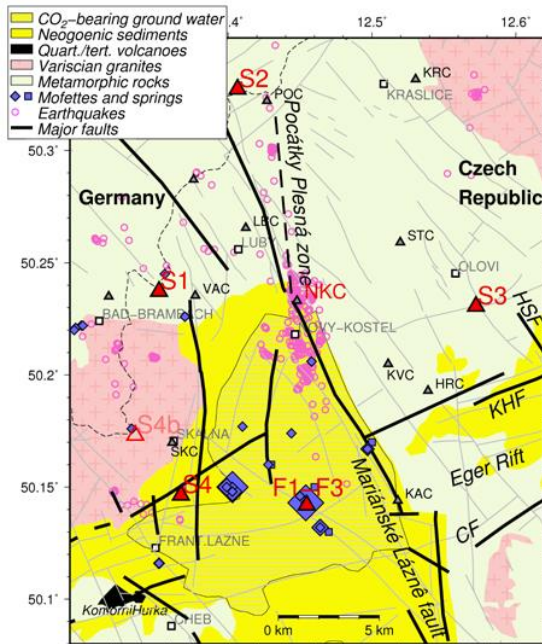 CO2-bearing ground water
Neogenic sediments
Quart./tert. volcanoes
Variscian granites
Metamorphic rocks
Mofettes and springs
Earthquakes
Major faults
12.5˚
12.6˚
S2
POC
KRC
KRASLICE
50.3˚
Počátky Plesná zone
Czech
Republic
Germany
LBC
LUBY
STC
50.25˚
OLOVI
S1
VAC
NKC
S3
BAD-BRAMBACH
NOVY-KOSTEL
HSF
50.2˚
KVC
HRC
KHF
S4b
SKALNA
SKC
Eger Rift
50.15˚
S4
F1
F3
KAC
CF
Mariánské Lázně fault
FRANT.LAZNE
50.1˚
KomorniHurka
CHEB
0 km
5 km